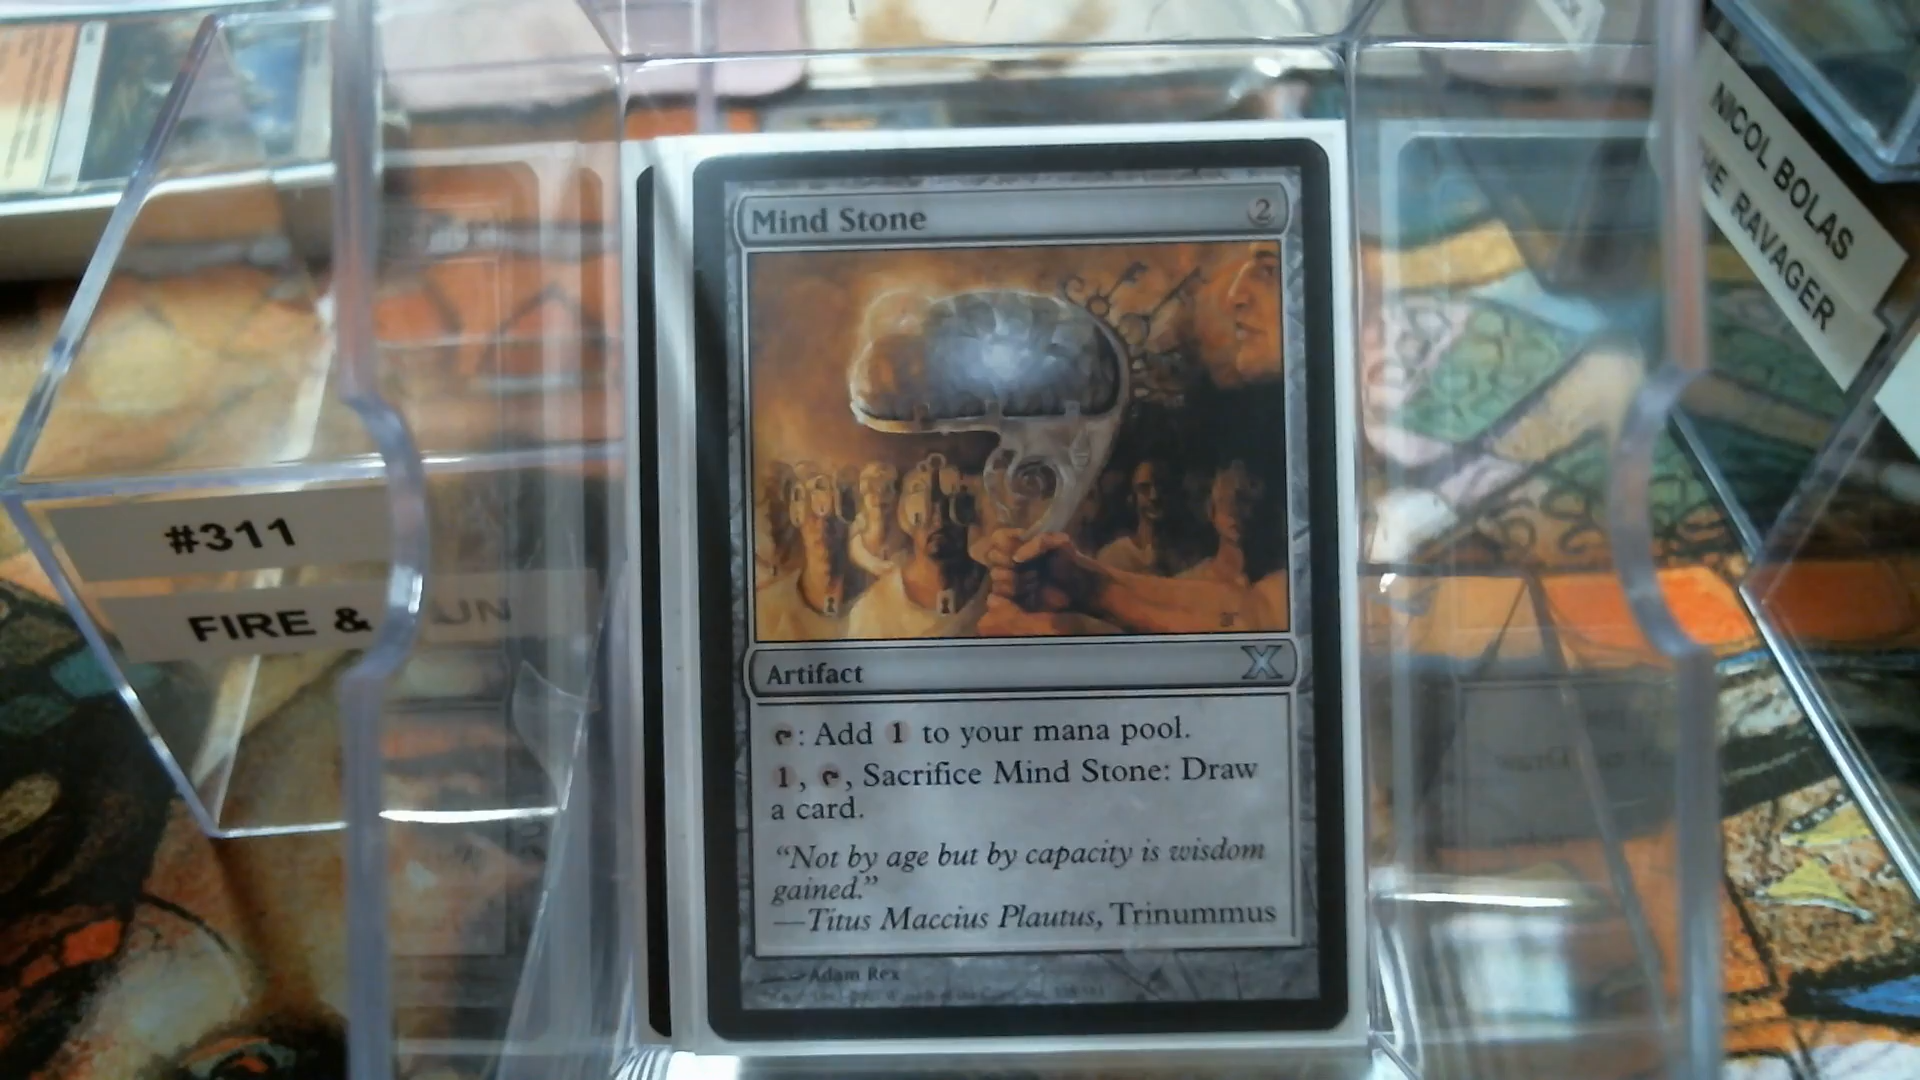 NICOL BOLAS
RAVAGER
#311
FIRE &
Mind Stone 2
Artifact
: Add 1 to your mana pool.
1, , Sacrifice Mind Stone: Draw
a card.
“Not by age but by capacity is wisdom
gained.”
—Titus Maccius Plautus, Trinummus
Adam Rex